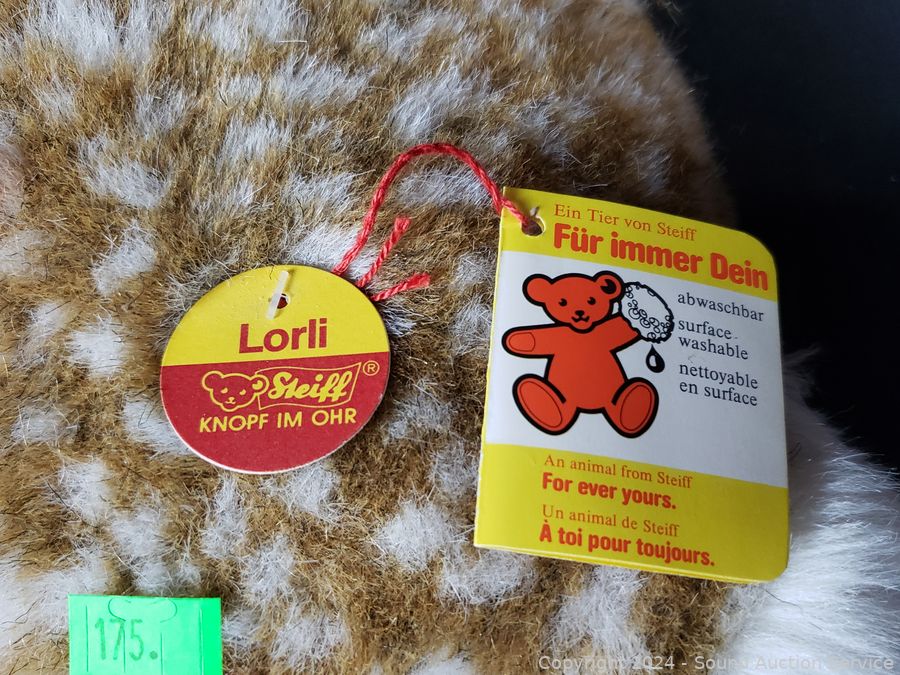 Lorli
Steiff®
KNOPF IM OHR
Ein Tier von Steiff
Für immer Dein
abwaschbar
surface
washable
nettoyable
en surface
An animal from Steiff
For ever yours.
Un animal de Steiff
À toi pour toujours.
175.
Copyright 2024 - Sound Auction Service